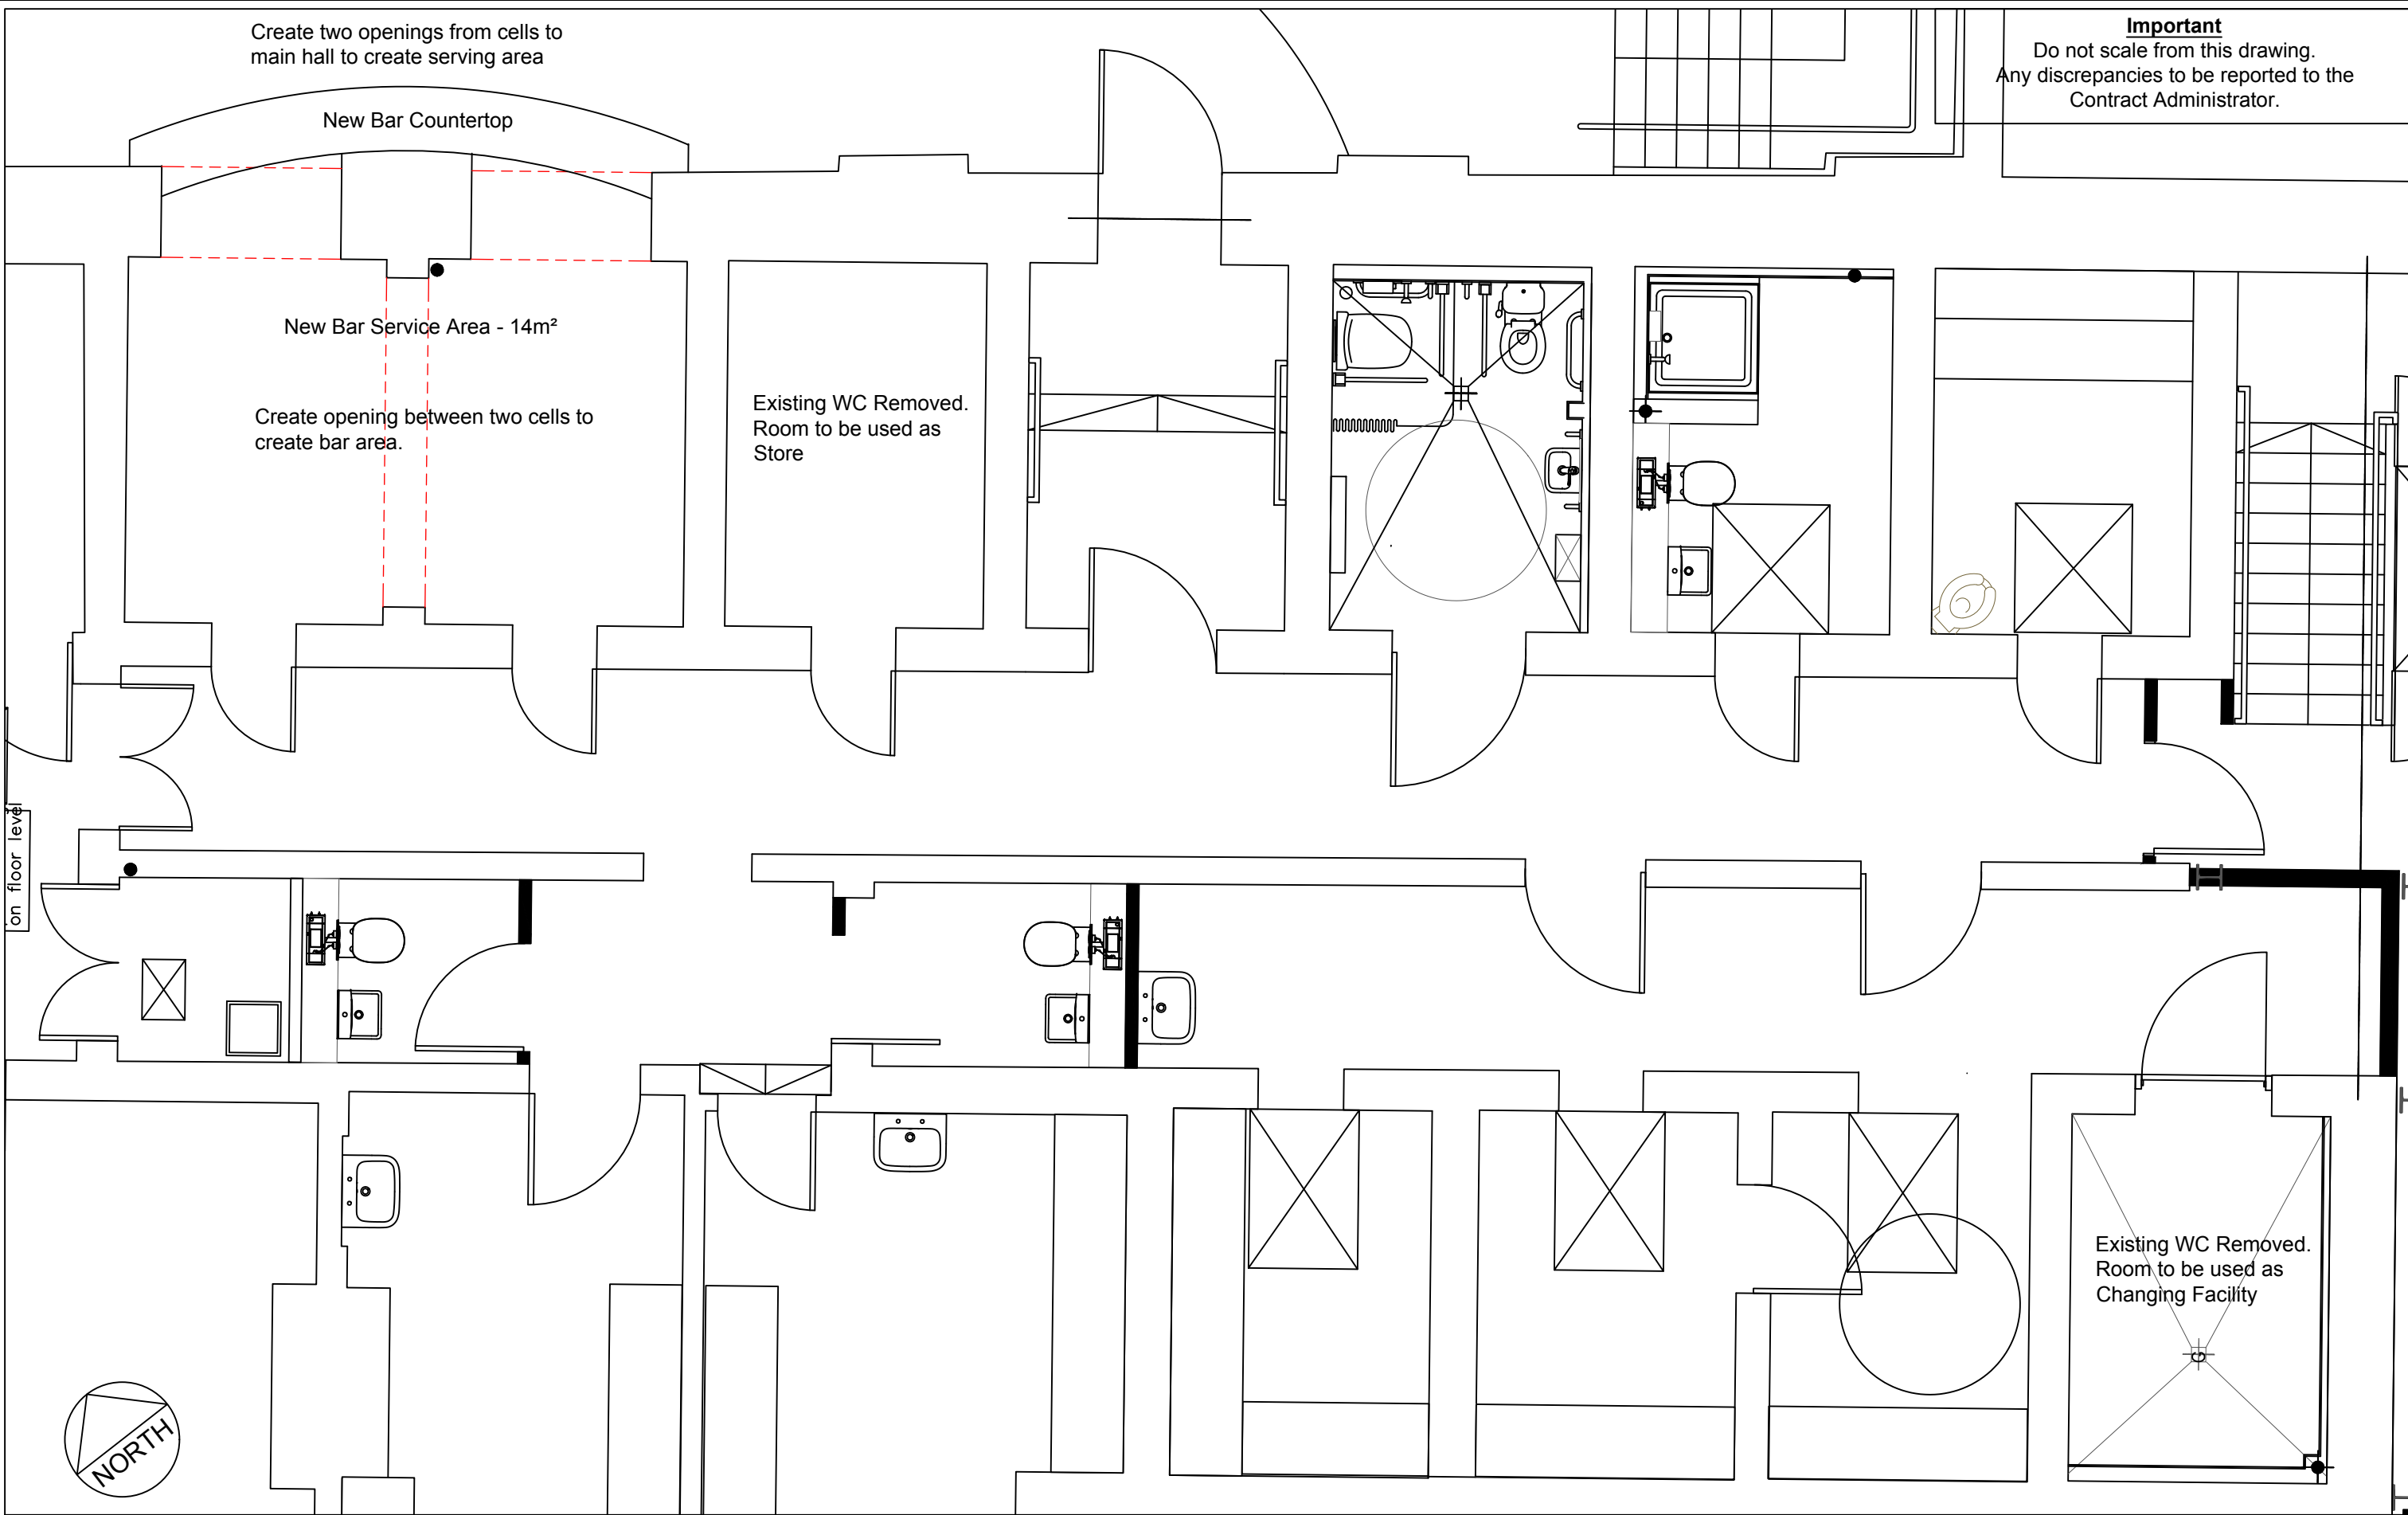 Create two openings from cells to
main hall to create serving area
Important
Do not scale from this drawing.
Any discrepancies to be reported to the
Contract Administrator.
New Bar Countertop
New Bar Service Area - 14m²
Create opening between two cells to
create bar area.
Existing WC Removed.
Room to be used as
Store
on floor level
Existing WC Removed.
Room to be used as
Changing Facility
G
NORTH